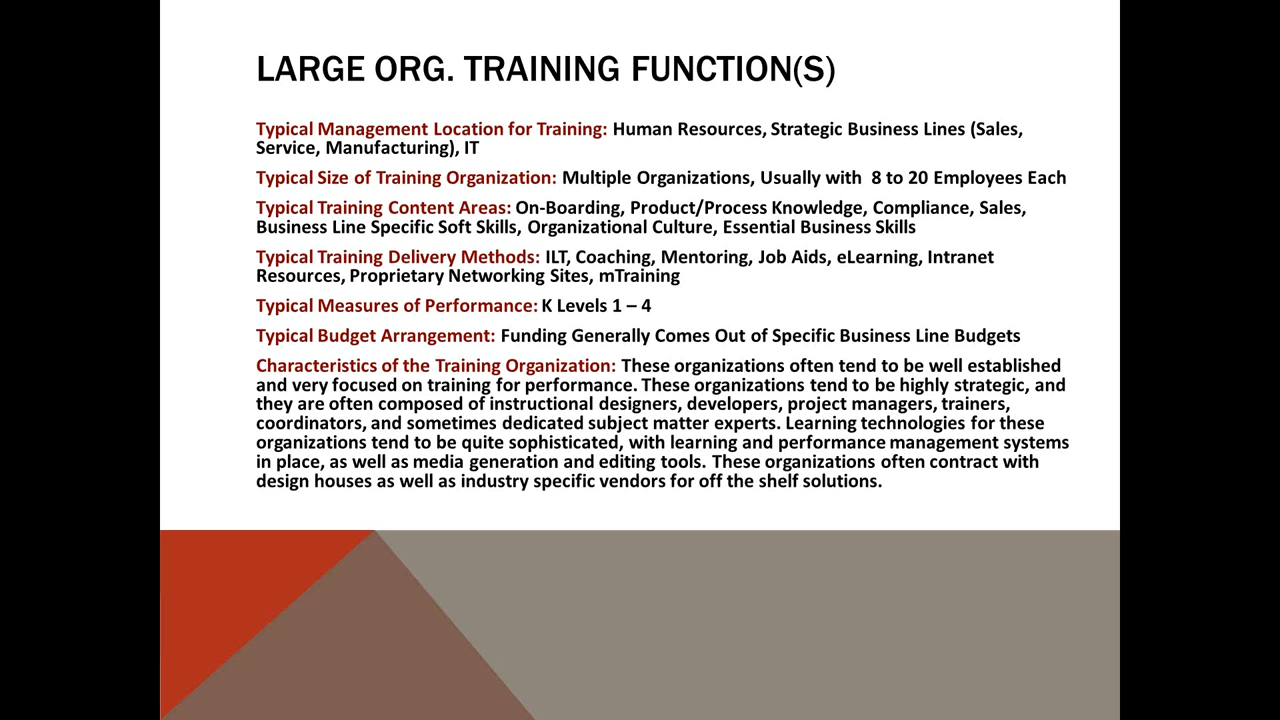 LARGE ORG. TRAINING FUNCTION(S)
Typical Management Location for Training: Human Resources, Strategic Business Lines (Sales,
Service, Manufacturing), IT
Typical Size of Training Organization: Multiple Organizations, Usually with  8 to 20 Employees Each
Typical Training Content Areas: On-Boarding, Product/Process Knowledge, Compliance, Sales,
Business Line Specific Soft Skills, Organizational Culture, Essential Business Skills
Typical Training Delivery Methods: ILT, Coaching, Mentoring, Job Aids, eLearning, Intranet
Resources, Proprietary Networking Sites, mTraining
Typical Measures of Performance: K Levels 1 – 4
Typical Budget Arrangement: Funding Generally Comes Out of Specific Business Line Budgets
Characteristics of the Training Organization: These organizations often tend to be well established
and very focused on training for performance. These organizations tend to be highly strategic, and
they are often composed of instructional designers, developers, project managers, trainers,
coordinators, and sometimes dedicated subject matter experts. Learning technologies for these
organizations tend to be quite sophisticated, with learning and performance management systems
in place, as well as media generation and editing tools.  These organizations often contract with
design houses as well as industry specific vendors for off the shelf solutions.